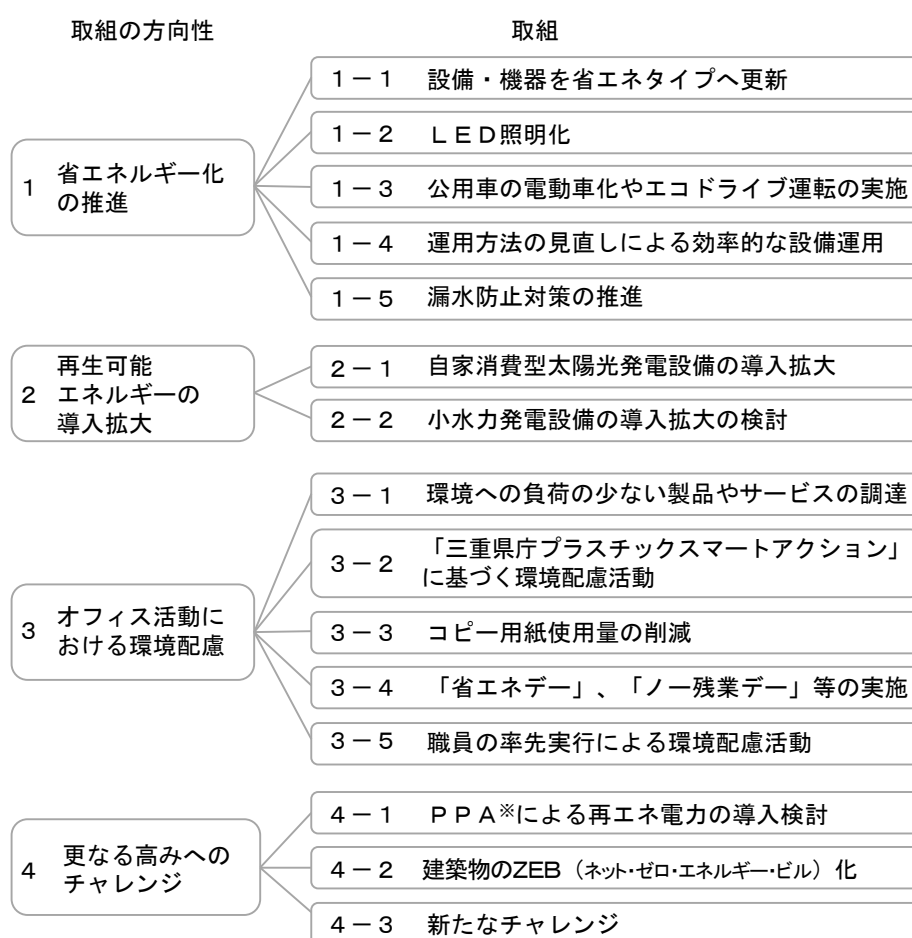 取組の方向性
取組
1 省エネルギー化
の推進
1－1 設備・機器を省エネタイプへ更新
1－2 ＬＥＤ照明化
1－3 公用車の電動車化やエコドライブ運転の実施
1－4 運用方法の見直しによる効率的な設備運用
1－5 漏水防止対策の推進
再生可能
2 エネルギーの
導入拡大
2－1 自家消費型太陽光発電設備の導入拡大
2－2 小水力発電設備の導入拡大の検討
3 オフィス活動に
おける環境配慮
3－1 環境への負荷の少ない製品やサービスの調達
3－2 「三重県庁プラスチックスマートアクション」
に基づく環境配慮活動
3－3 コピー用紙使用量の削減
3－4 「省エネデー」、「ノー残業デー」等の実施
3－5 職員の率先実行による環境配慮活動
4 更なる高みへの
チャレンジ
4－1 ＰＰＡ※による再エネ電力の導入検討
4－2 建築物のZEB（ネット･ゼロ･エネルギー･ビル）化
4－3 新たなチャレンジ